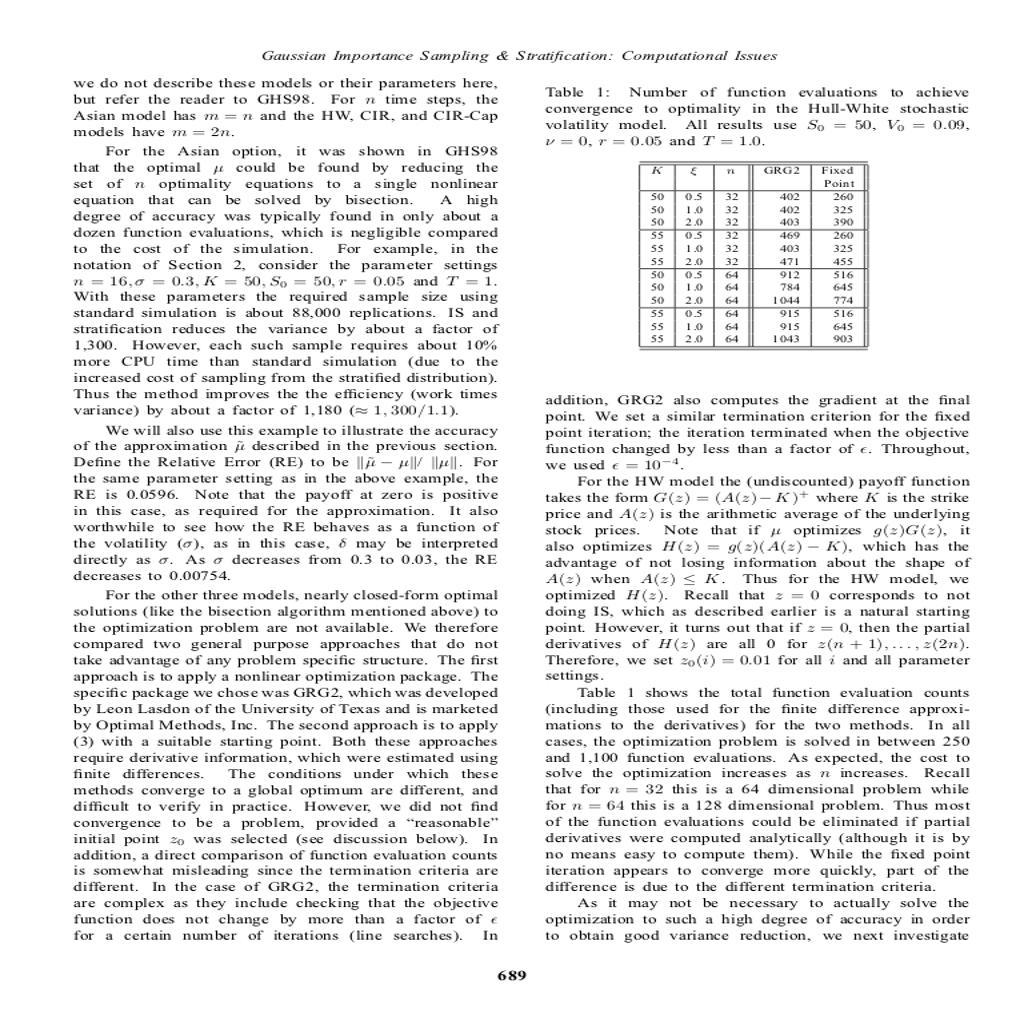 Gaussian Importance Sampling & Stratification: Computational Issues
we do not describe these models or their parameters here,
but refer the reader to GHS98. For n time steps, the
Asian model has m = n and the HW, CIR, and CIR-Cap
models have m = 2n.
For the Asian option, it was shown in GHS98
that the optimal μ could be found by reducing the
set of n optimality equations to a single nonlinear
equation that can be solved by bisection. A high
degree of accuracy was typically found in only about a
dozen function evaluations, which is negligible compared
to the cost of the simulation. For example, in the
notation of Section 2, consider the parameter settings
n = 16, σ = 0.3, K = 50, S₀ = 50, r = 0.05 and T = 1.
With these parameters the required sample size using
standard simulation is about 88,000 replications. IS and
stratification reduces the variance by about a factor of
1,300. However, each such sample requires about 10%
more CPU time than standard simulation (due to the
increased cost of sampling from the stratified distribution).
Thus the method improves the the efficiency (work times
variance) by about a factor of 1,180 (≈ 1,300/1.1).
We will also use this example to illustrate the accuracy
of the approximation μ̃ described in the previous section.
Define the Relative Error (RE) to be ‖μ̃ − μ‖/ ‖μ‖. For
the same parameter setting as in the above example, the
RE is 0.0596. Note that the payoff at zero is positive
in this case, as required for the approximation. It also
worthwhile to see how the RE behaves as a function of
the volatility (σ), as in this case, δ may be interpreted
directly as σ. As σ decreases from 0.3 to 0.03, the RE
decreases to 0.00754.
For the other three models, nearly closed-form optimal
solutions (like the bisection algorithm mentioned above) to
the optimization problem are not available. We therefore
compared two general purpose approaches that do not
take advantage of any problem specific structure. The first
approach is to apply a nonlinear optimization package. The
specific package we chose was GRG2, which was developed
by Leon Lasdon of the University of Texas and is marketed
by Optimal Methods, Inc. The second approach is to apply
(3) with a suitable starting point. Both these approaches
require derivative information, which were estimated using
finite differences. The conditions under which these
methods converge to a global optimum are different, and
difficult to verify in practice. However, we did not find
convergence to be a problem, provided a “reasonable”
initial point z₀ was selected (see discussion below). In
addition, a direct comparison of function evaluation counts
is somewhat misleading since the termination criteria are
different. In the case of GRG2, the termination criteria
are complex as they include checking that the objective
function does not change by more than a factor of ϵ
for a certain number of iterations (line searches). In
Table 1: Number of function evaluations to achieve
convergence to optimality in the Hull-White stochastic
volatility model. All results use S₀ = 50, V₀ = 0.09,
ν = 0, r = 0.05 and T = 1.0.
K ξ n GRG2 Fixed
Point
50 0.5 32 402 260
50 1.0 32 402 325
50 2.0 32 403 390
55 0.5 32 469 260
55 1.0 32 403 325
55 2.0 32 471 455
50 0.5 64 912 516
50 1.0 64 784 645
50 2.0 64 1044 774
55 0.5 64 915 516
55 1.0 64 915 645
55 2.0 64 1043 903
addition, GRG2 also computes the gradient at the final
point. We set a similar termination criterion for the fixed
point iteration; the iteration terminated when the objective
function changed by less than a factor of ϵ. Throughout,
we used ϵ = 10⁻⁴.
For the HW model the (undiscounted) payoff function
takes the form G(z) = (A(z) − K)⁺ where K is the strike
price and A(z) is the arithmetic average of the underlying
stock prices. Note that if μ optimizes g(z)G(z), it
also optimizes H(z) = g(z)(A(z) − K), which has the
advantage of not losing information about the shape of
A(z) when A(z) ≤ K. Thus for the HW model, we
optimized H(z). Recall that z = 0 corresponds to not
doing IS, which as described earlier is a natural starting
point. However, it turns out that if z = 0, then the partial
derivatives of H(z) are all 0 for z(n + 1), . . . , z(2n).
Therefore, we set z₀(i) = 0.01 for all i and all parameter
settings.
Table 1 shows the total function evaluation counts
(including those used for the finite difference approxi-
mations to the derivatives) for the two methods. In all
cases, the optimization problem is solved in between 250
and 1,100 function evaluations. As expected, the cost to
solve the optimization increases as n increases. Recall
that for n = 32 this is a 64 dimensional problem while
for n = 64 this is a 128 dimensional problem. Thus most
of the function evaluations could be eliminated if partial
derivatives were computed analytically (although it is by
no means easy to compute them). While the fixed point
iteration appears to converge more quickly, part of the
difference is due to the different termination criteria.
As it may not be necessary to actually solve the
optimization to such a high degree of accuracy in order
to obtain good variance reduction, we next investigate
689